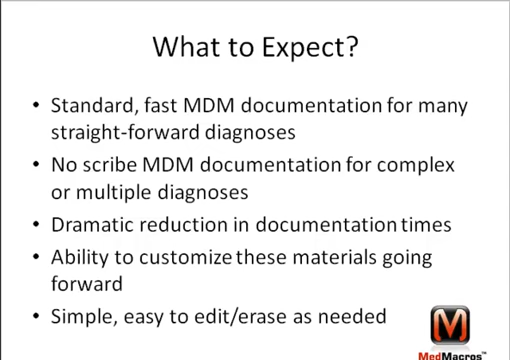 What to Expect?
• Standard, fast MDM documentation for many
straight-forward diagnoses
• No scribe MDM documentation for complex
or multiple diagnoses
• Dramatic reduction in documentation times
• Ability to customize these materials going
forward
• Simple, easy to edit/erase as needed
M
MedMacros™